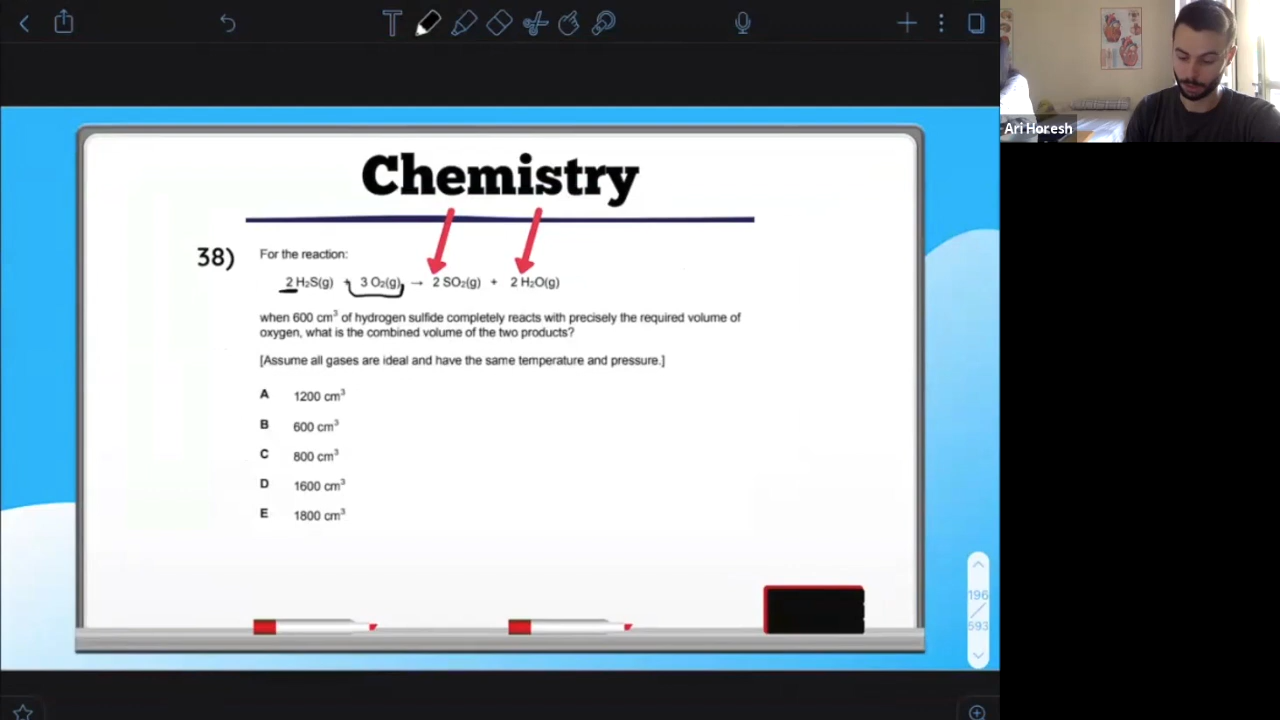 Ari Horesh
Chemistry
38)
For the reaction:
2 H₂S(g) + 3 O₂(g) → 2 SO₂(g) + 2 H₂O(g)
when 600 cm³ of hydrogen sulfide completely reacts with precisely the required volume of
oxygen, what is the combined volume of the two products?
[Assume all gases are ideal and have the same temperature and pressure.]
A 1200 cm³
B 600 cm³
C 800 cm³
D 1600 cm³
E 1800 cm³
196
593